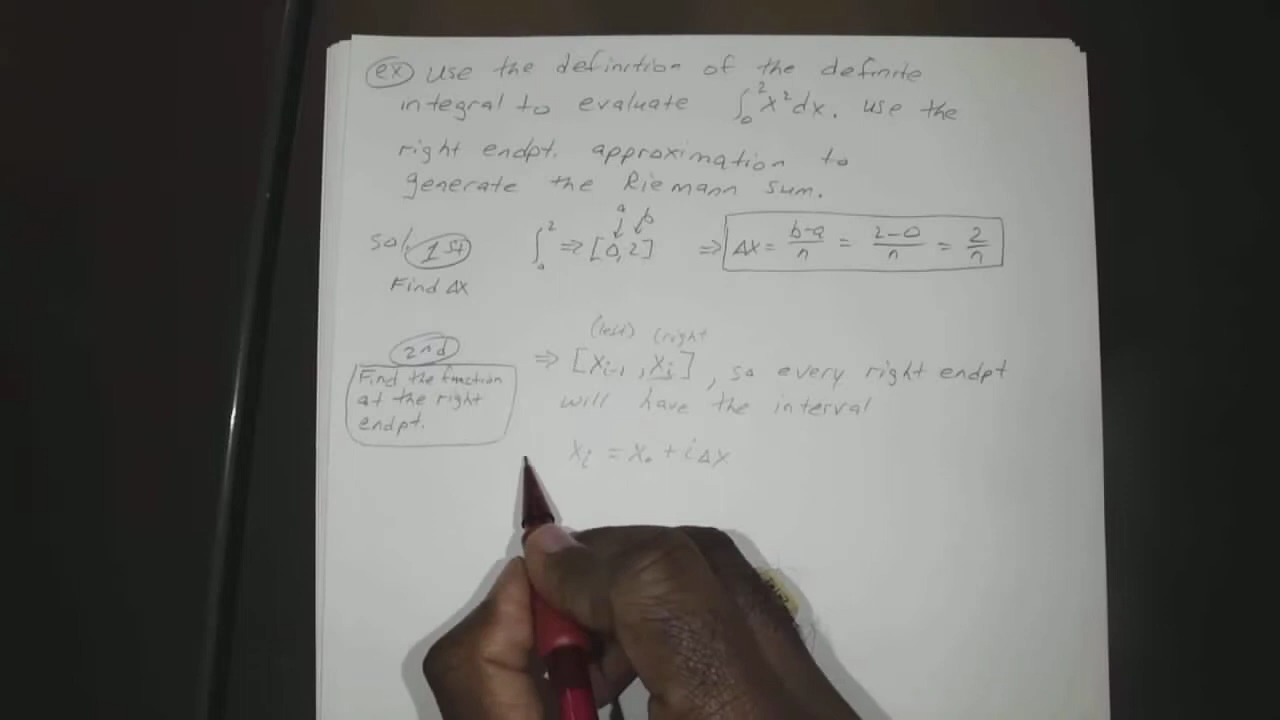 ex Use the definition of the definite
integral to evaluate ∫₀² x² dx. Use the
right endpt. approximation to
generate the Riemann sum.
a b
sol. 1st ∫₀² ⇒ [0,2] ⇒ Δx = b-a/n = 2-0/n = 2/n
Find Δx
(left) (right
2nd ⇒ [xᵢ₋₁, xᵢ], so every right endpt
Find the function
at the right
endpt.
will have the interval
xᵢ = x₀ + iΔx